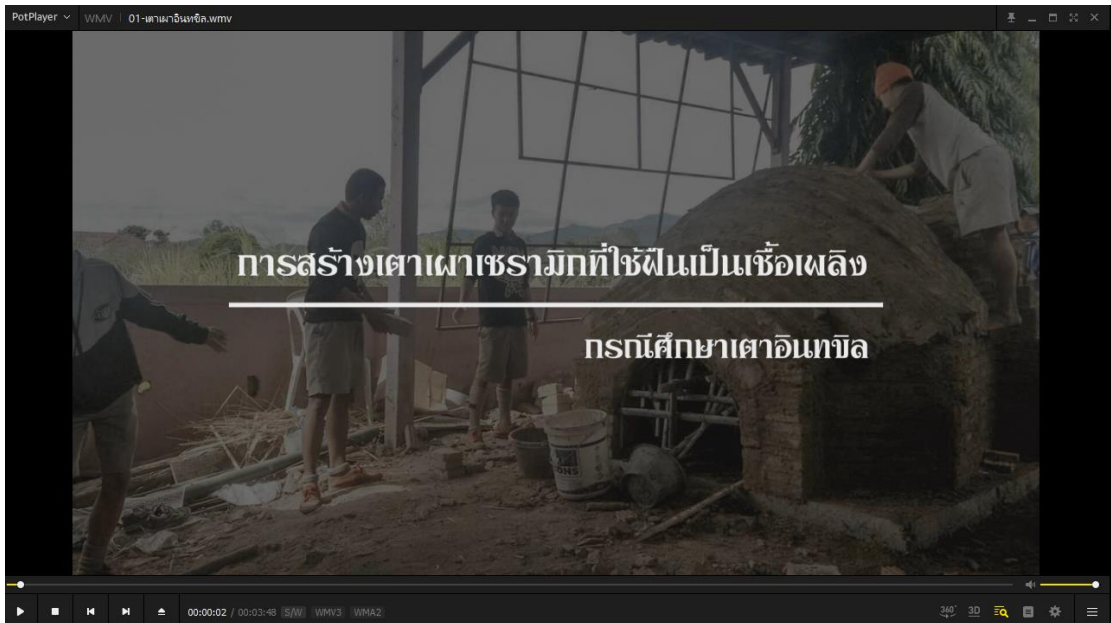 PotPlayer WMV 01-เตาเผาอินทขิล.wmv
การสร้างเตาเผาเซรามิกที่ใช้ฟืนเป็นเชื้อเพลิง
กรณีศึกษาเตาอินทขิล
00:00:02 / 00:03:48 S/W WMV3 WMA2
360° 3D